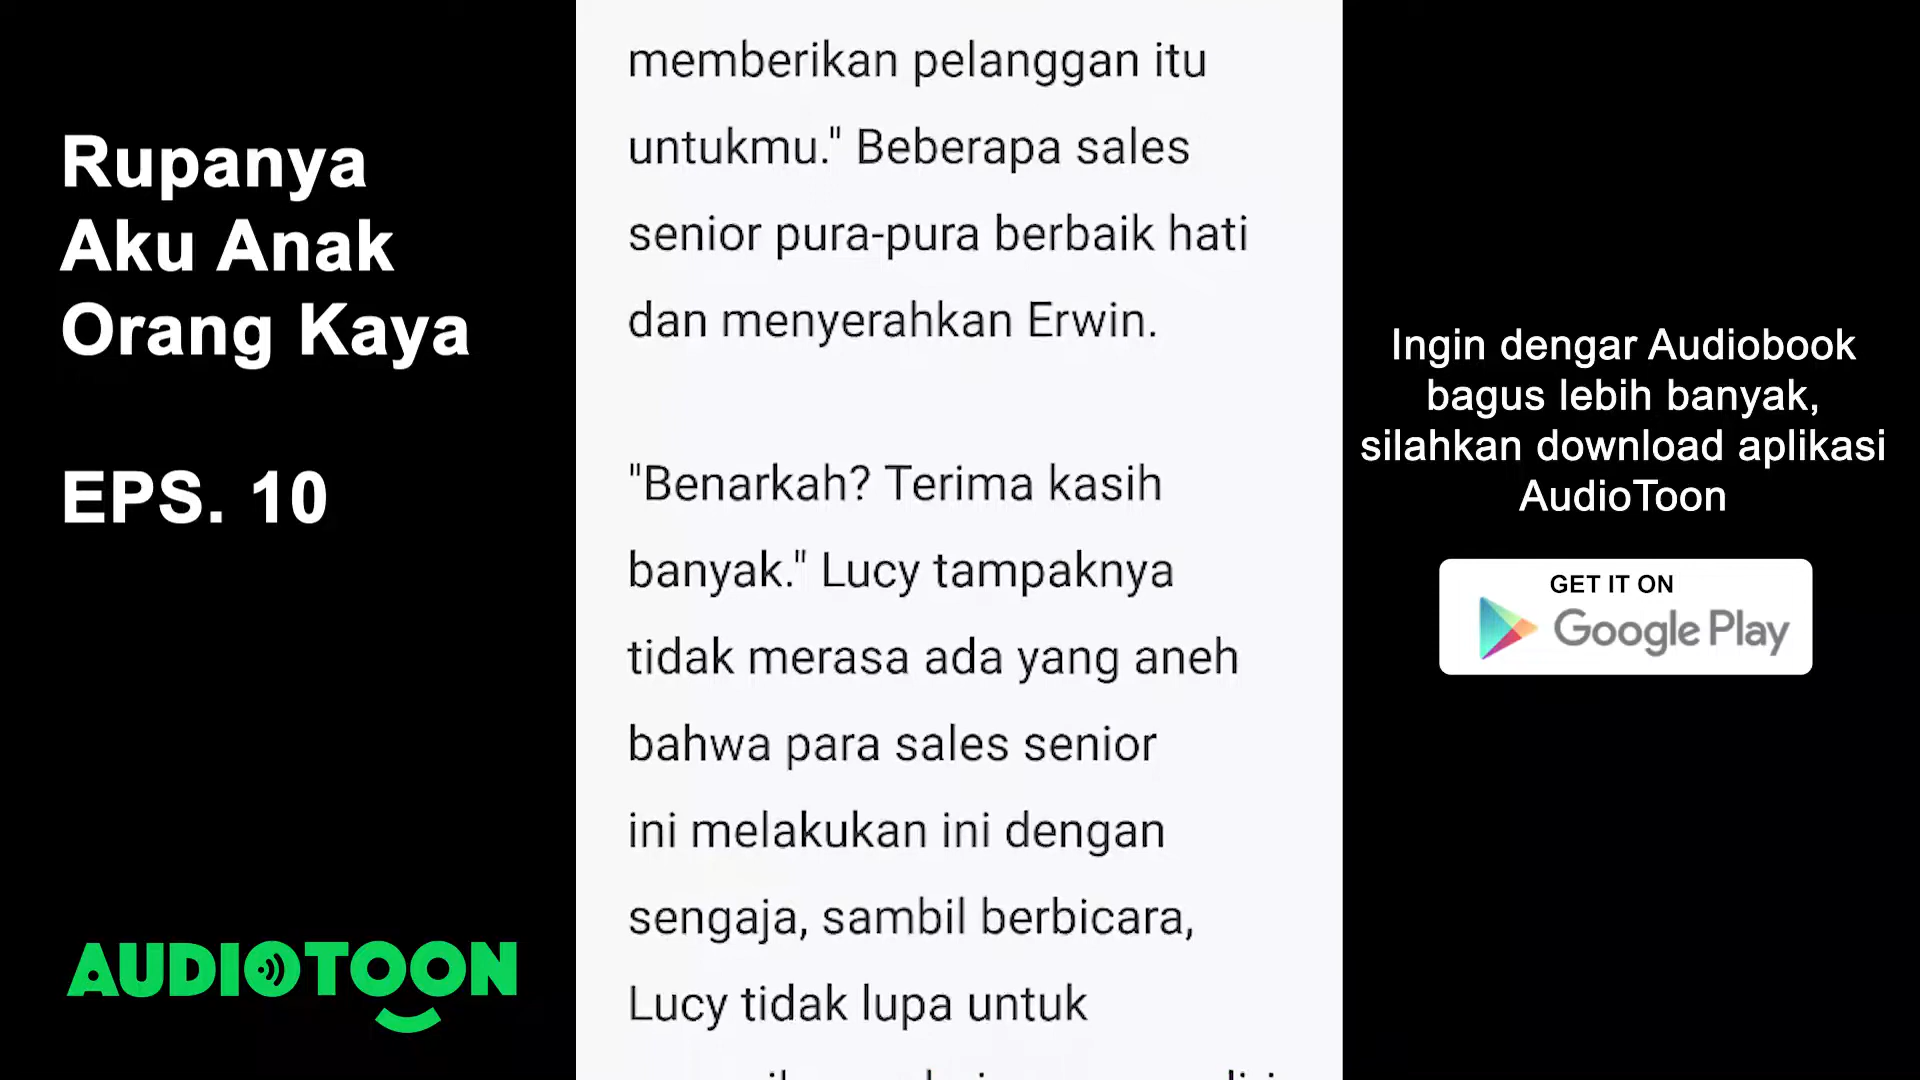 Rupanya
Aku Anak
Orang Kaya
EPS. 10
AUDIOTOON
memberikan pelanggan itu
untukmu." Beberapa sales
senior pura-pura berbaik hati
dan menyerahkan Erwin.
"Benarkah? Terima kasih
banyak." Lucy tampaknya
tidak merasa ada yang aneh
bahwa para sales senior
ini melakukan ini dengan
sengaja, sambil berbicara,
Lucy tidak lupa untuk
Ingin dengar Audiobook
bagus lebih banyak,
silahkan download aplikasi
AudioToon
GET IT ON
Google Play